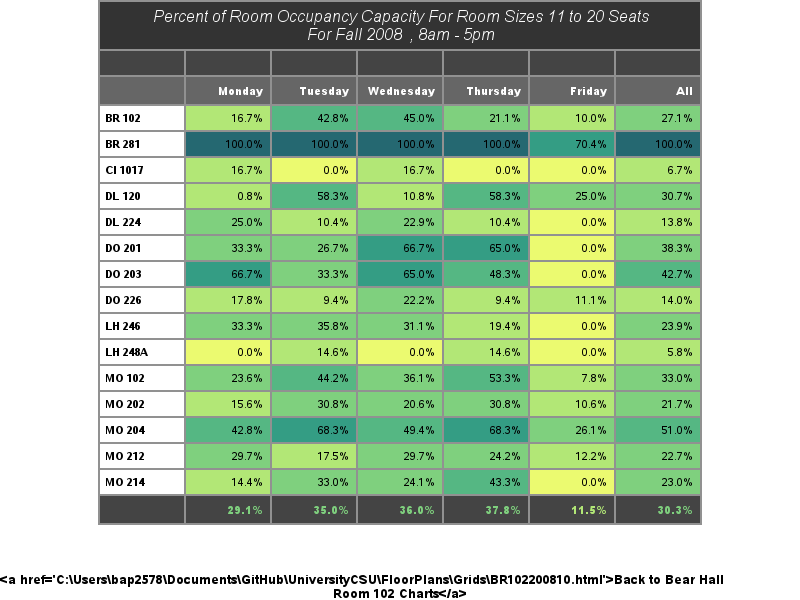 Percent of Room Occupancy Capacity For Room Sizes 11 to 20 Seats
For Fall 2008 , 8am - 5pm
Monday Tuesday Wednesday Thursday Friday All
BR 102 16.7% 42.8% 45.0% 21.1% 10.0% 27.1%
BR 281 100.0% 100.0% 100.0% 100.0% 70.4% 100.0%
CI 1017 16.7% 0.0% 16.7% 0.0% 0.0% 6.7%
DL 120 0.8% 58.3% 10.8% 58.3% 25.0% 30.7%
DL 224 25.0% 10.4% 22.9% 10.4% 0.0% 13.8%
DO 201 33.3% 26.7% 66.7% 65.0% 0.0% 38.3%
DO 203 66.7% 33.3% 65.0% 48.3% 0.0% 42.7%
DO 226 17.8% 9.4% 22.2% 9.4% 11.1% 14.0%
LH 246 33.3% 35.8% 31.1% 19.4% 0.0% 23.9%
LH 248A 0.0% 14.6% 0.0% 14.6% 0.0% 5.8%
MO 102 23.6% 44.2% 36.1% 53.3% 7.8% 33.0%
MO 202 15.6% 30.8% 20.6% 30.8% 10.6% 21.7%
MO 204 42.8% 68.3% 49.4% 68.3% 26.1% 51.0%
MO 212 29.7% 17.5% 29.7% 24.2% 12.2% 22.7%
MO 214 14.4% 33.0% 24.1% 43.3% 0.0% 23.0%
29.1% 35.0% 36.0% 37.8% 11.5% 30.3%
<a href='C:\Users\bap2578\Documents\GitHub\UniversityCSU\FloorPlans\Grids\BR102200810.html'>Back to Bear Hall
Room 102 Charts</a>